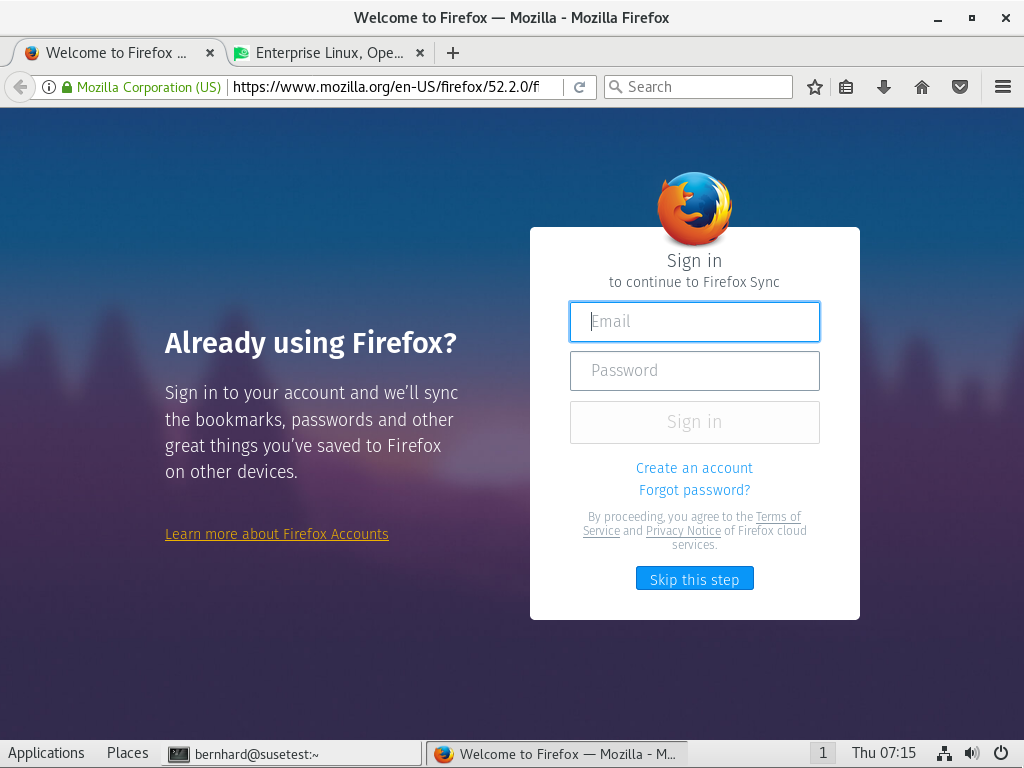 Welcome to Firefox — Mozilla - Mozilla Firefox
Welcome to Firefox ...
Enterprise Linux, Ope...
Mozilla Corporation (US)
https://www.mozilla.org/en-US/firefox/52.2.0/fi
Search
Sign in
to continue to Firefox Sync
Email
Password
Sign in
Create an account
Forgot password?
By proceeding, you agree to the Terms of
Service and Privacy Notice of Firefox cloud
services.
Skip this step
Already using Firefox?
Sign in to your account and we’ll sync
the bookmarks, passwords and other
great things you’ve saved to Firefox
on other devices.
Learn more about Firefox Accounts
Applications
Places
bernhard@susetest:~
Welcome to Firefox — Mozilla - M...
1
Thu 07:15